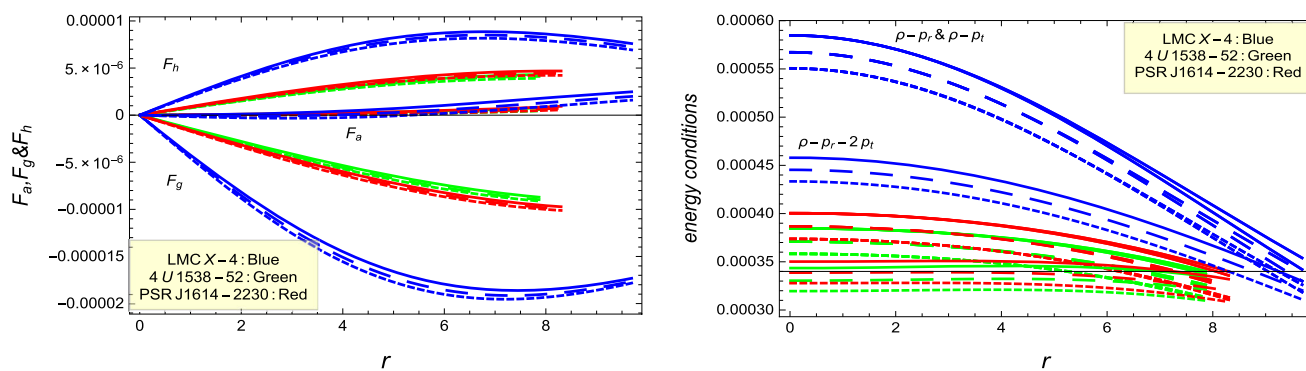 0.00001
5. × 10⁻⁶
0
-5. × 10⁻⁶
-0.00001
-0.000015
-0.00002
F_a, F_g & F_h
F_h
F_a
F_g
LMC X-4: Blue
4 U 1538-52: Green
PSR J1614-2230: Red
0 2 4 6 8
r
0.00060
0.00055
0.00050
0.00045
0.00040
0.00035
0.00030
energy conditions
ρ-p_r & ρ-p_t
ρ-p_r-2 p_t
LMC X-4: Blue
4 U 1538-52: Green
PSR J1614-2230: Red
0 2 4 6 8
r